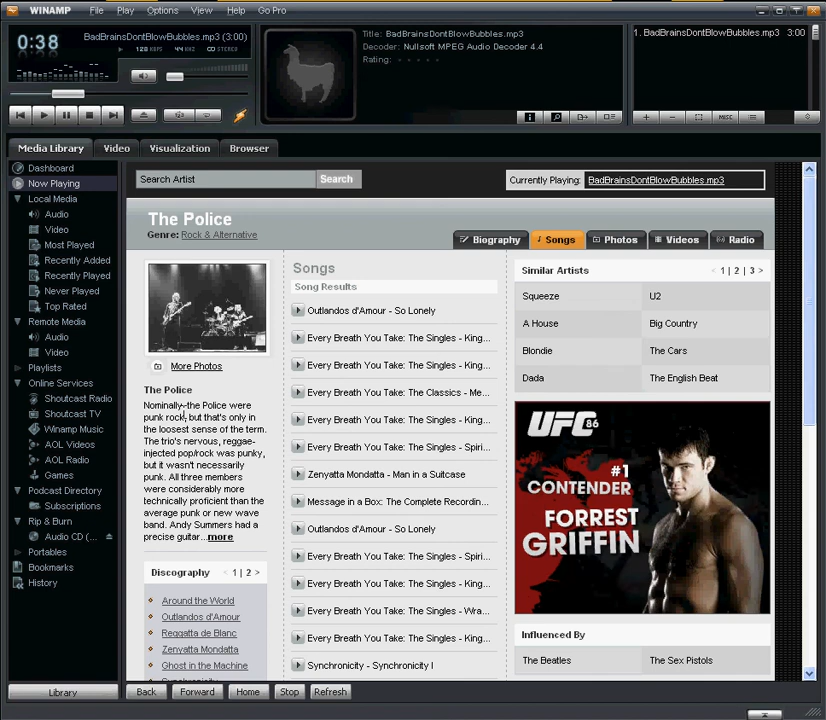 WINAMP File Play Options View Help Go Pro
0:38 BadBrainsDontBlowBubbles.mp3 (3:00)
128 KBPS 44 KHZ STEREO
Title: BadBrainsDontBlowBubbles.mp3
Decoder: Nullsoft MPEG Audio Decoder 4.4
Rating:
1. BadBrainsDontBlowBubbles.mp3 3:00
MISC
Media Library Video Visualization Browser
Dashboard
Now Playing
Local Media
Audio
Video
Most Played
Recently Added
Recently Played
Never Played
Top Rated
Remote Media
Audio
Video
Playlists
Online Services
Shoutcast Radio
Shoutcast TV
Winamp Music
AOL Videos
AOL Radio
Games
Podcast Directory
Subscriptions
Rip & Burn
Audio CD (...
Portables
Bookmarks
History
Library
Search Artist Search
Currently Playing: BadBrainsDontBlowBubbles.mp3
The Police
Genre: Rock & Alternative
Biography Songs Photos Videos Radio
More Photos
The Police
Nominally, the Police were
punk rock, but that's only in
the loosest sense of the term.
The trio's nervous, reggae-
injected pop/rock was punky,
but it wasn't necessarily
punk. All three members
were considerably more
technically proficient than the
average punk or new wave
band. Andy Summers had a
precise guitar...more
Discography < 1 | 2 >
Around the World
Outlandos d'Amour
Reggatta de Blanc
Zenyatta Mondatta
Ghost in the Machine
Synchronicity
Songs
Song Results
Outlandos d'Amour - So Lonely
Every Breath You Take: The Singles - King...
Every Breath You Take: The Singles - King...
Every Breath You Take: The Classics - Me...
Every Breath You Take: The Singles - King...
Every Breath You Take: The Singles - Spiri...
Zenyatta Mondatta - Man in a Suitcase
Message in a Box: The Complete Recordin...
Outlandos d'Amour - So Lonely
Every Breath You Take: The Singles - Spiri...
Every Breath You Take: The Singles - King...
Every Breath You Take: The Singles - Wra...
Every Breath You Take: The Singles - King...
Synchronicity - Synchronicity I
Similar Artists < 1 | 2 | 3 >
Squeeze U2
A House Big Country
Blondie The Cars
Dada The English Beat
UFC 86
#1
CONTENDER
FORREST
GRIFFIN
Influenced By
The Beatles The Sex Pistols
Back Forward Home Stop Refresh